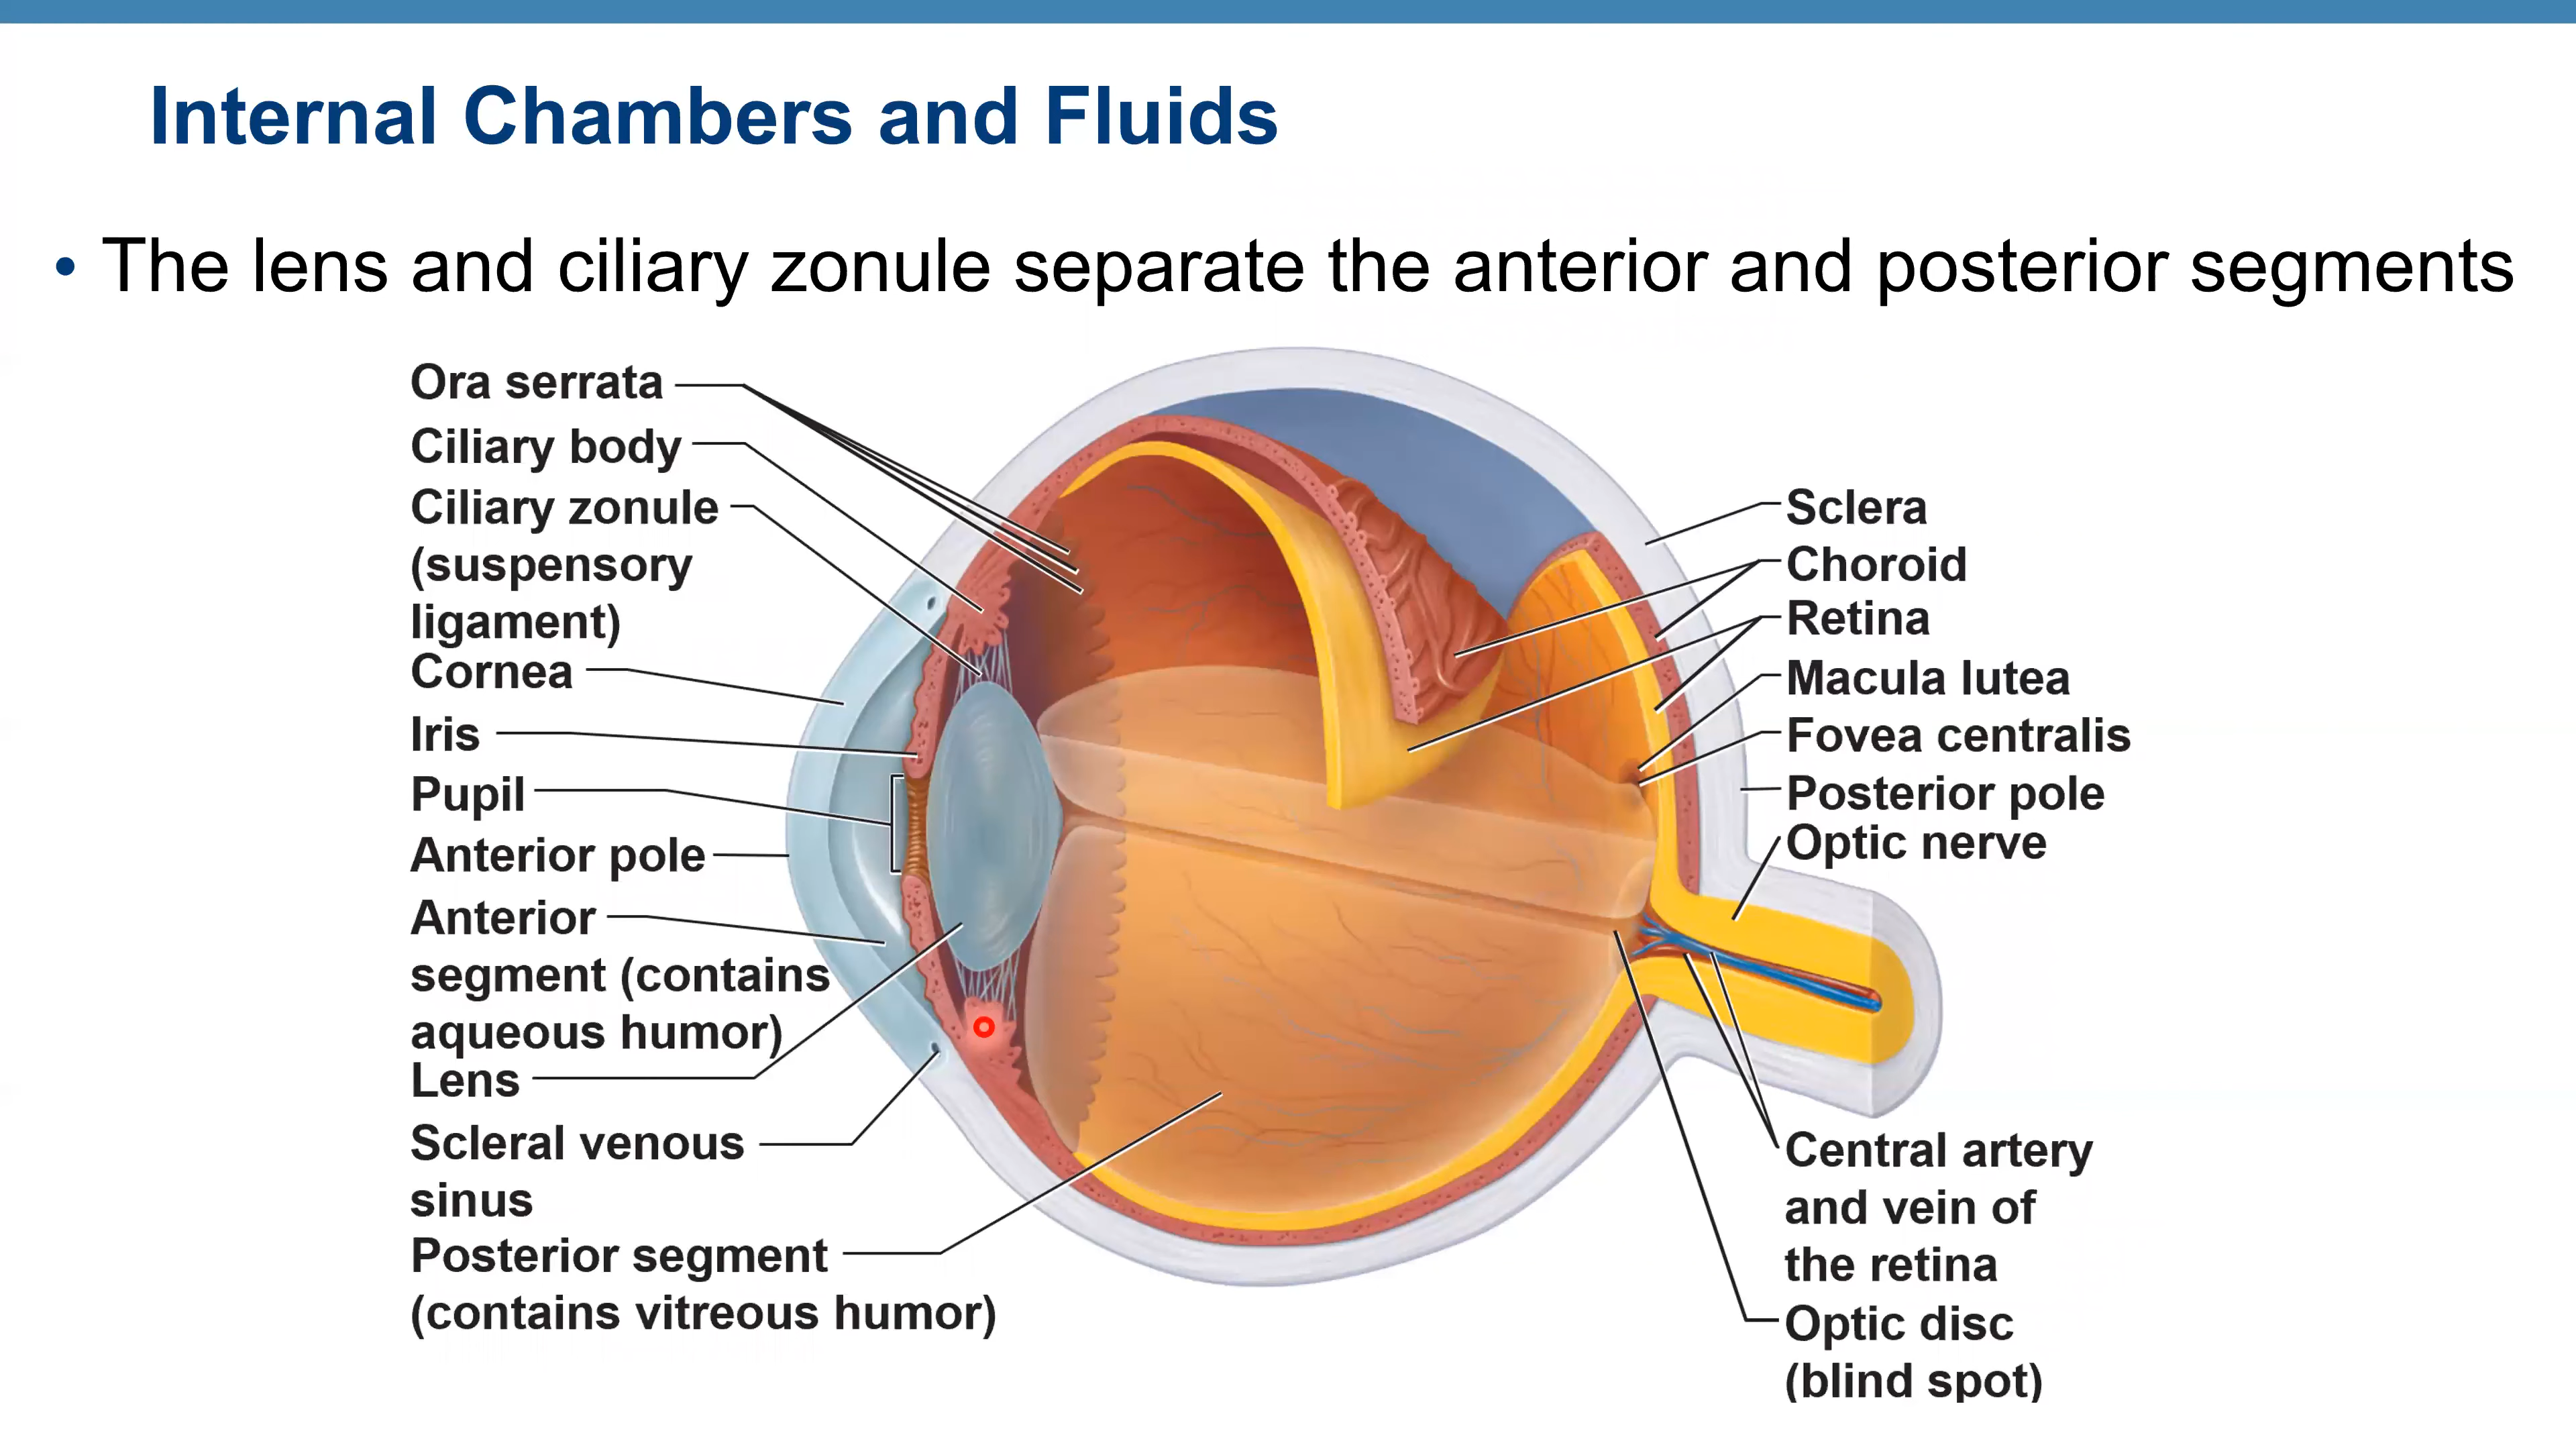 Internal Chambers and Fluids
• The lens and ciliary zonule separate the anterior and posterior segments
Ora serrata
Ciliary body
Ciliary zonule
(suspensory
ligament)
Cornea
Iris
Pupil
Anterior pole
Anterior
segment (contains
aqueous humor)
Lens
Scleral venous
sinus
Posterior segment
(contains vitreous humor)
Sclera
Choroid
Retina
Macula lutea
Fovea centralis
Posterior pole
Optic nerve
Central artery
and vein of
the retina
Optic disc
(blind spot)